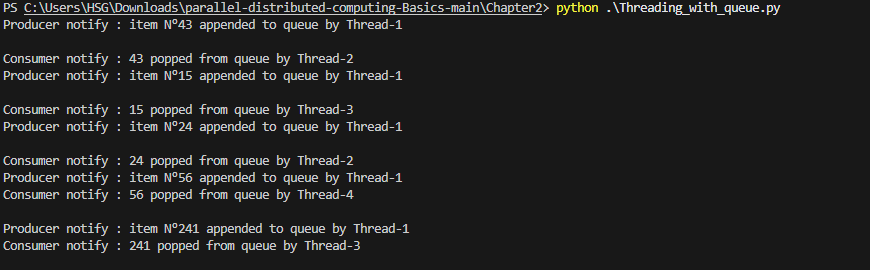 PS C:\Users\HSG\Downloads\parallel-distributed-computing-Basics-main\Chapter2> python .\Threading_with_queue.py
Producer notify : item Nº43 appended to queue by Thread-1
Consumer notify : 43 popped from queue by Thread-2
Producer notify : item Nº15 appended to queue by Thread-1
Consumer notify : 15 popped from queue by Thread-3
Producer notify : item Nº24 appended to queue by Thread-1
Consumer notify : 24 popped from queue by Thread-2
Producer notify : item Nº56 appended to queue by Thread-1
Consumer notify : 56 popped from queue by Thread-4
Producer notify : item Nº241 appended to queue by Thread-1
Consumer notify : 241 popped from queue by Thread-3